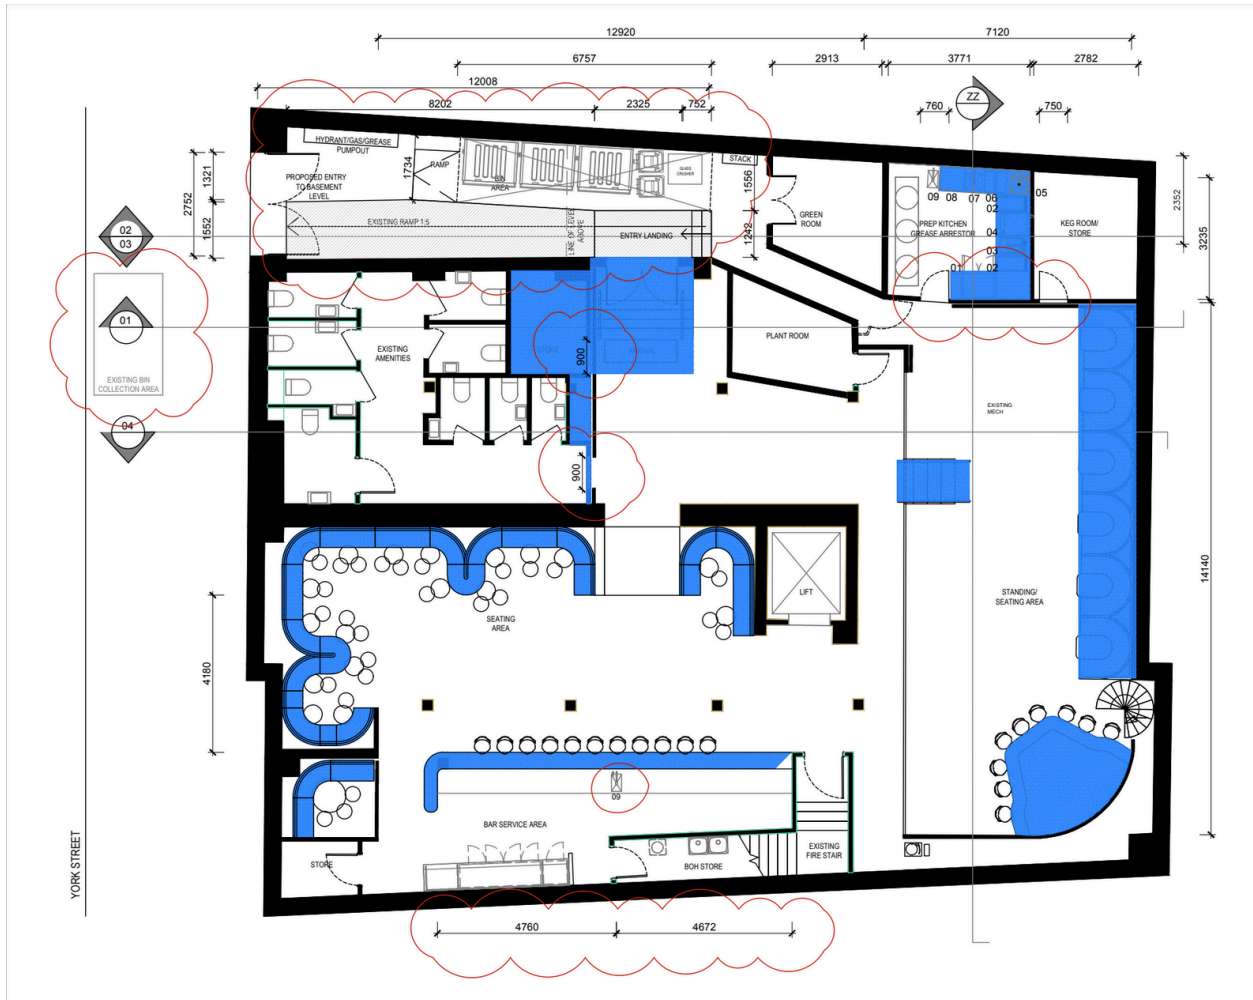 12920
7120
6757
2913
3771
2782
12008
8202
2325
752
760
ZZ
750
HYDRANT/GAS/GREASE
PUMPOUT
RAMP
1734
BIN
AREA
GLASS
CRUSHER
STACK
1556
PROPOSED ENTRY
TO BASEMENT
LEVEL
2752
1321
1552
EXISTING RAMP 1:5
LINE OF LEVEL
ABOVE
ENTRY LANDING
1242
GREEN
ROOM
09
08
07
06
05
02
PREP KITCHEN
GREASE ARRESTOR
04
03
01
02
KEG ROOM/
STORE
2352
3235
02
03
01
EXISTING BIN
COLLECTION AREA
04
EXISTING
AMENITIES
STORE
900
PLANT ROOM
EXISTING
MECH
900
LIFT
SEATING
AREA
STANDING/
SEATING AREA
14140
4180
09
BAR SERVICE AREA
STORE
BOH STORE
EXISTING
FIRE STAIR
YORK STREET
4760
4672